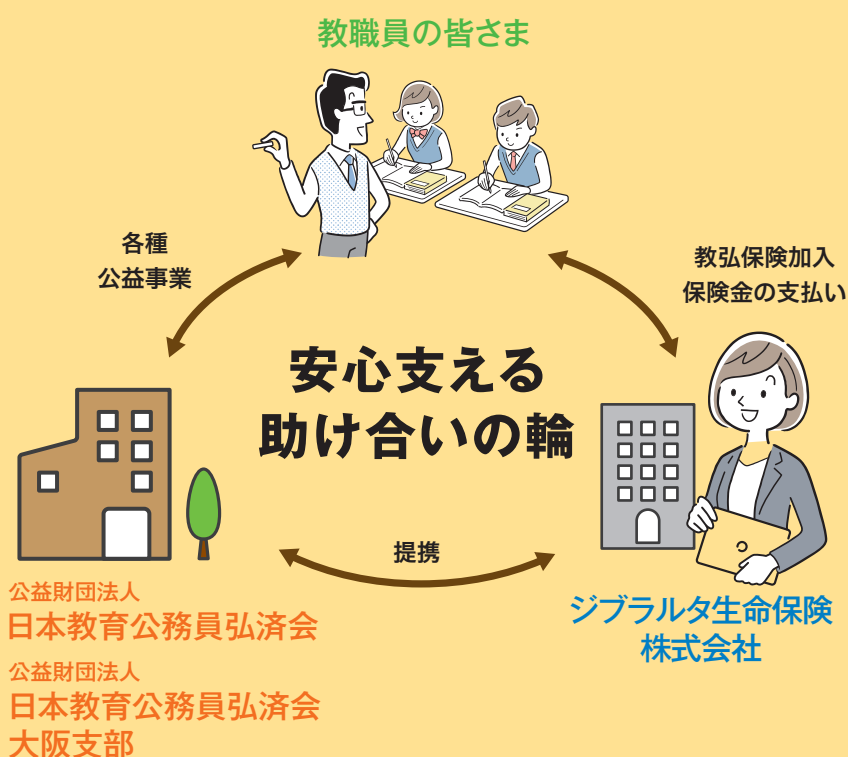 教職員の皆さま
各種
公益事業
教弘保険加入
保険金の支払い
安心支える
助け合いの輪
提携
公益財団法人
日本教育公務員弘済会
公益財団法人
日本教育公務員弘済会
大阪支部
ジブラルタ生命保険
株式会社